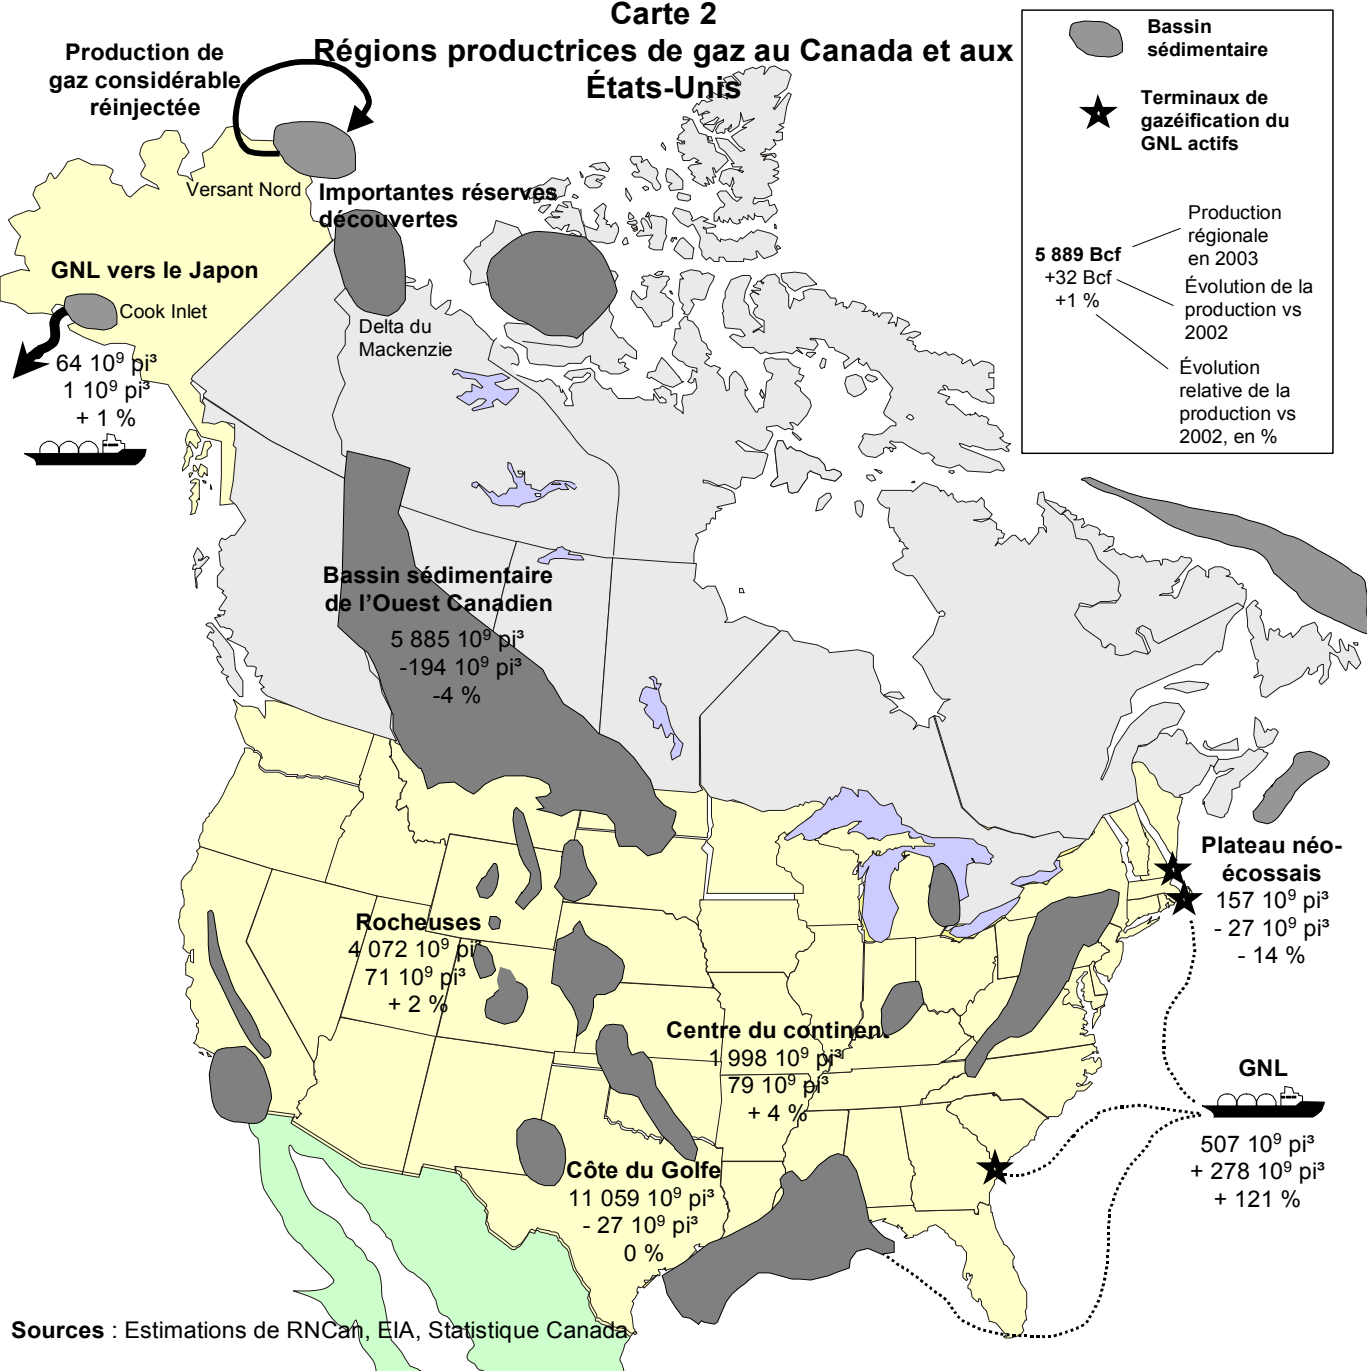 Carte 2
Régions productrices de gaz au Canada et aux
États-Unis
Production de
gaz considérable
réinjectée
Versant Nord
Importantes réserves
découvertes
GNL vers le Japon
Cook Inlet
64 10⁹ pi³
1 10⁹ pi³
+ 1 %
Delta du
Mackenzie
Bassin
sédimentaire
Terminaux de
gazéification du
GNL actifs
Production
régionale
en 2003
5 889 Bcf
+32 Bcf
+1 %
Évolution de la
production vs
2002
Évolution
relative de la
production vs
2002, en %
Bassin sédimentaire
de l’Ouest Canadien
5 885 10⁹ pi³
-194 10⁹ pi³
-4 %
Plateau néo-
écossais
157 10⁹ pi³
- 27 10⁹ pi³
- 14 %
Rocheuses
4 072 10⁹ pi³
71 10⁹ pi³
+ 2 %
Centre du continent
1 998 10⁹ pi³
79 10⁹ pi³
+ 4 %
GNL
507 10⁹ pi³
+ 278 10⁹ pi³
+ 121 %
Côte du Golfe
11 059 10⁹ pi³
- 27 10⁹ pi³
0 %
Sources : Estimations de RNCan, EIA, Statistique Canada